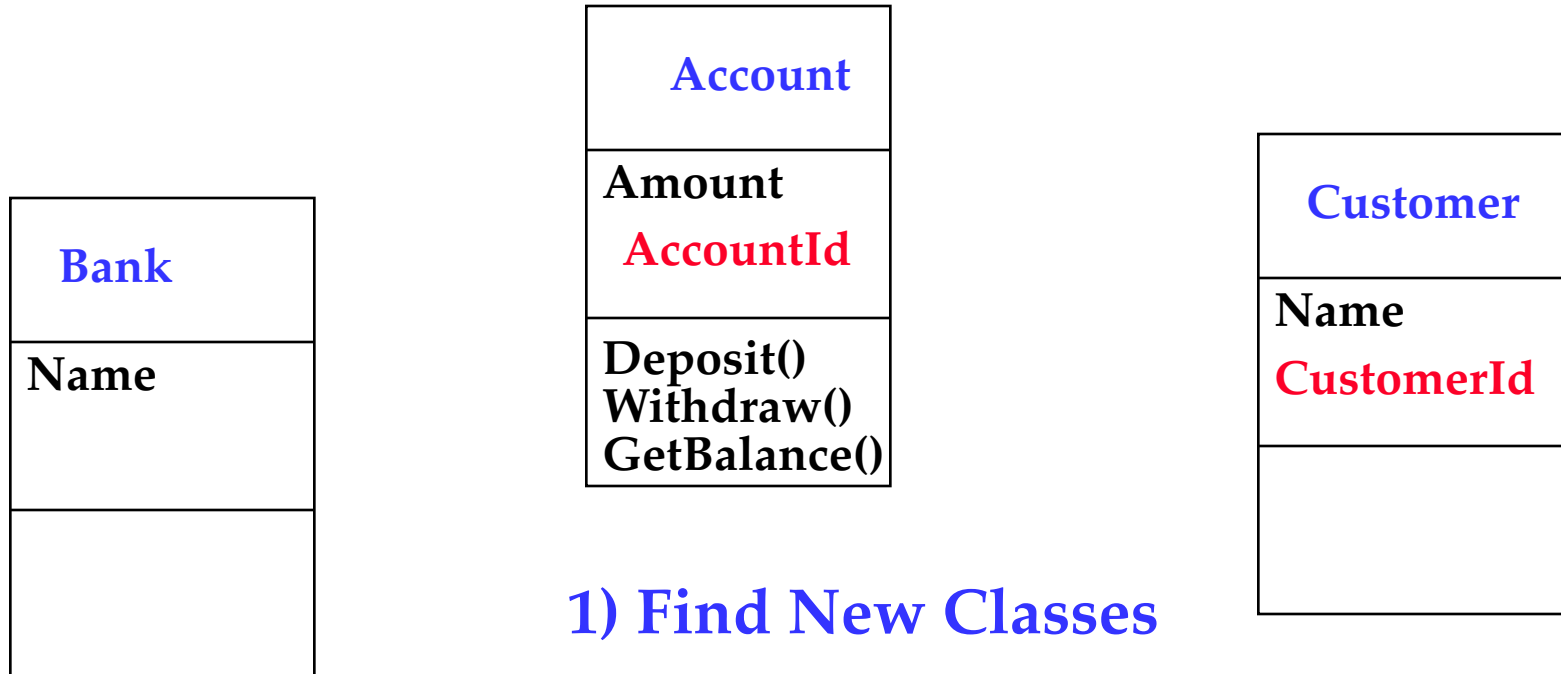 Account
Amount
AccountId
Deposit()
Withdraw()
GetBalance()
Bank
Name
Customer
Name
CustomerId
1) Find New Classes